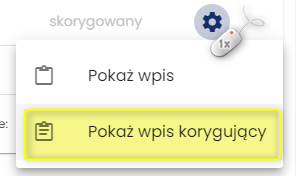 skorygowany
1x
Pokaż wpis
e:
Pokaż wpis korygujący